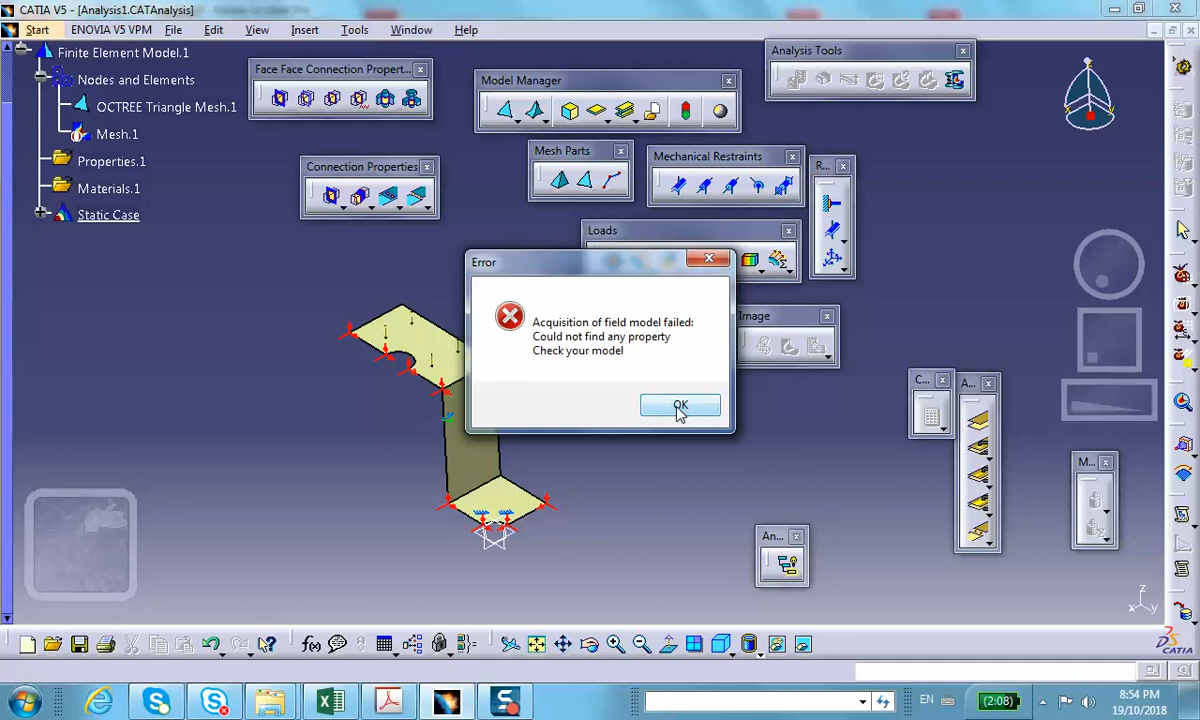 CATIA V5 - [Analysis1.CATAnalysis]
Start ENOVIA V5 VPM File Edit View Insert Tools Window Help
Finite Element Model.1
Nodes and Elements
OCTREE Triangle Mesh.1
Mesh.1
Properties.1
Materials.1
Static Case
Face Face Connection Propert...
Model Manager
Analysis Tools
Connection Properties
Mesh Parts
Mechanical Restraints
R...
Loads
Image
Error
Acquisition of field model failed:
Could not find any property
Check your model
OK
C...
A...
M...
An...
z
x
y
f(x)
CATIA
EN
(2:08)
8:54 PM
19/10/2018